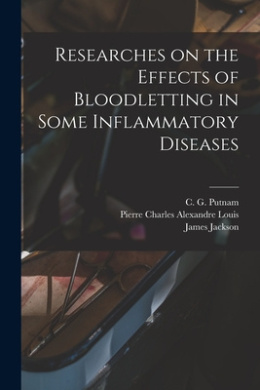 Researches on the
Effects of
Bloodletting in
Some Inflammatory
Diseases
C. G. Putnam
Pierre Charles Alexandre Louis
James Jackson